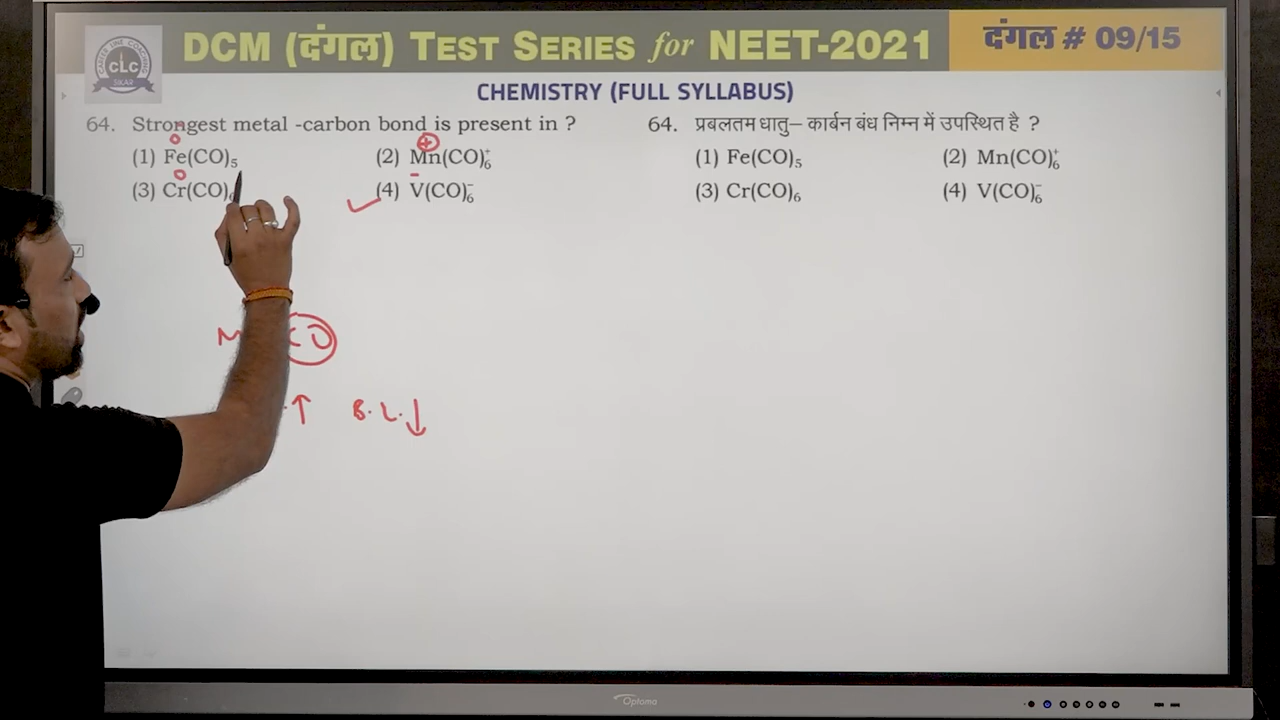 DCM (दंगल) TEST SERIES for NEET-2021
दंगल # 09/15
CLC
SIKAR
CHEMISTRY (FULL SYLLABUS)
64. Strongest metal -carbon bond is present in ?
(1) Fe(CO)₅ (2) Mn(CO)₆⁺
(3) Cr(CO)₆ (4) V(CO)₆⁻
64. प्रबलतम धातु– कार्बन बंध निम्न में उपस्थित है ?
(1) Fe(CO)₅ (2) Mn(CO)₆⁺
(3) Cr(CO)₆ (4) V(CO)₆⁻
M CO
↑ B.L.↓
Optoma